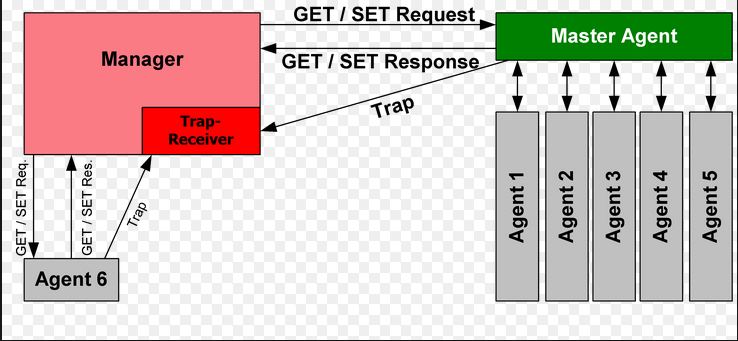 GET / SET Request
Manager
Master Agent
GET / SET Response
Trap
Trap-
Receiver
GET / SET Req.
GET / SET Res.
Trap
Agent 1
Agent 2
Agent 3
Agent 4
Agent 5
Agent 6